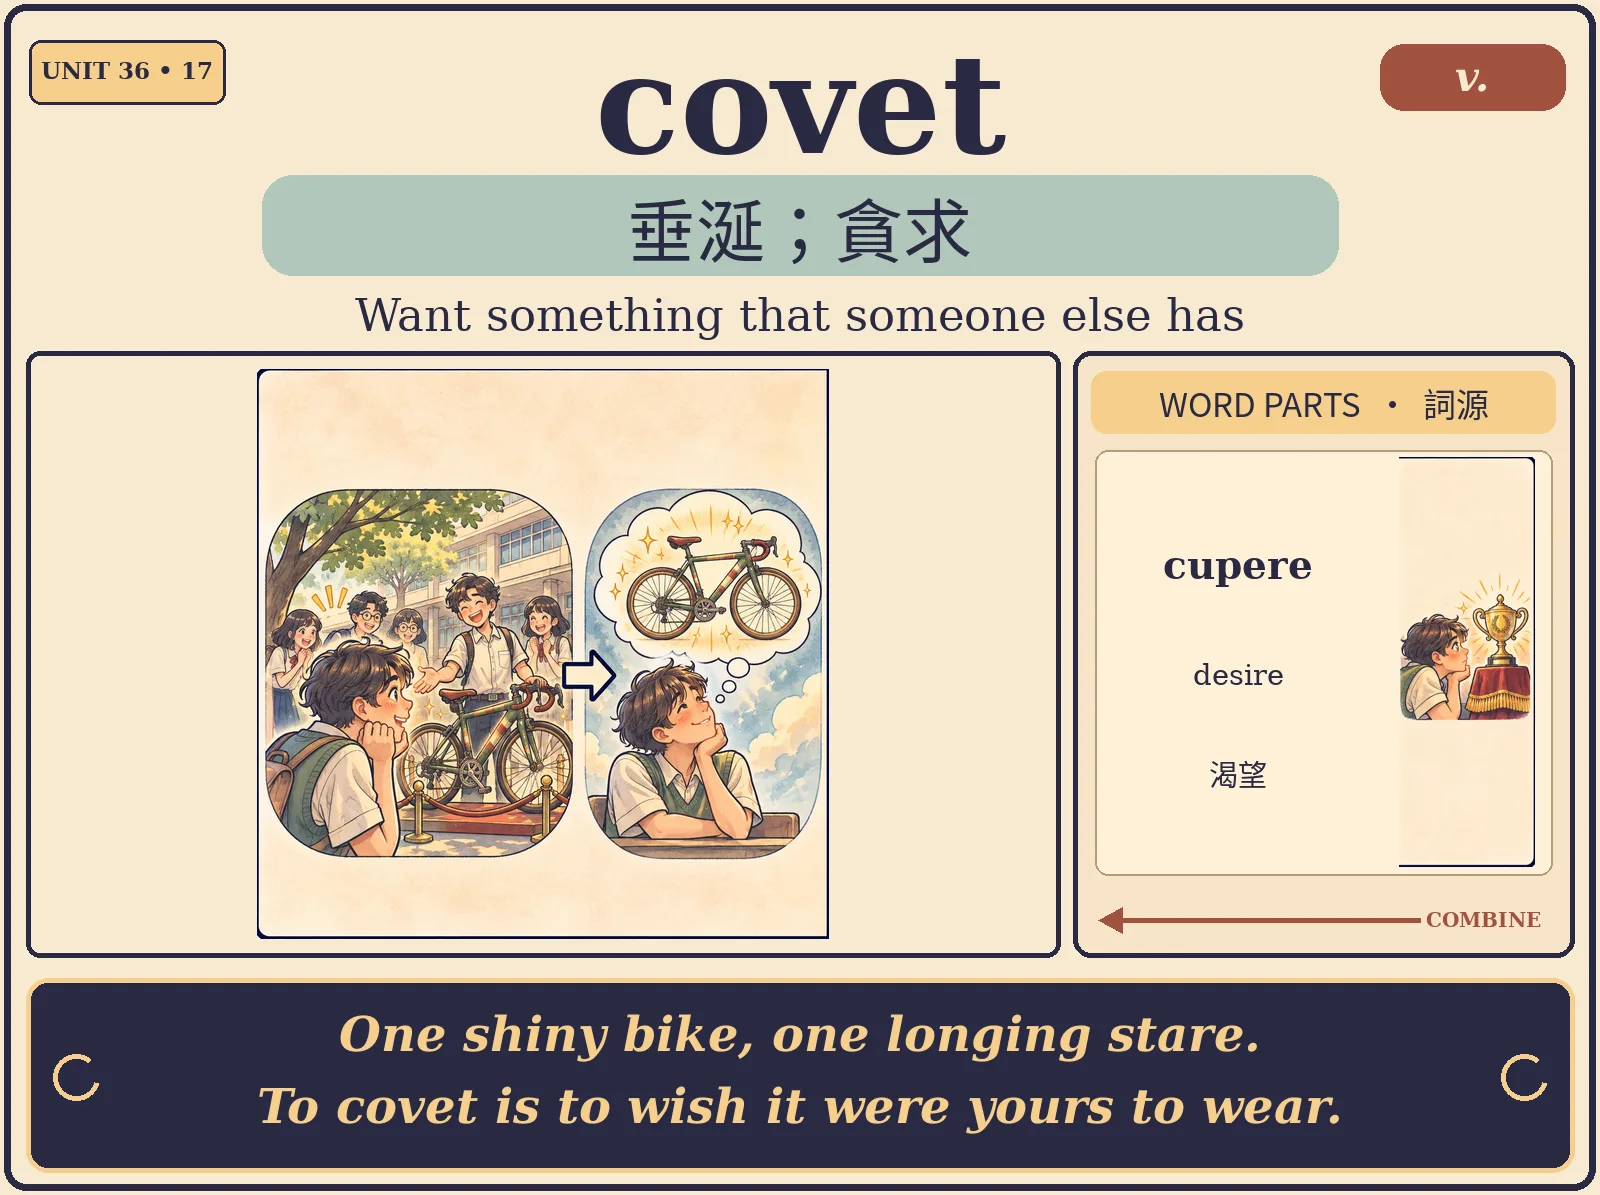 UNIT 36 • 17
covet
v.
垂涎；貪求
Want something that someone else has
WORD PARTS ・ 詞源
cupere
desire
渴望
COMBINE
One shiny bike, one longing stare.
To covet is to wish it were yours to wear.